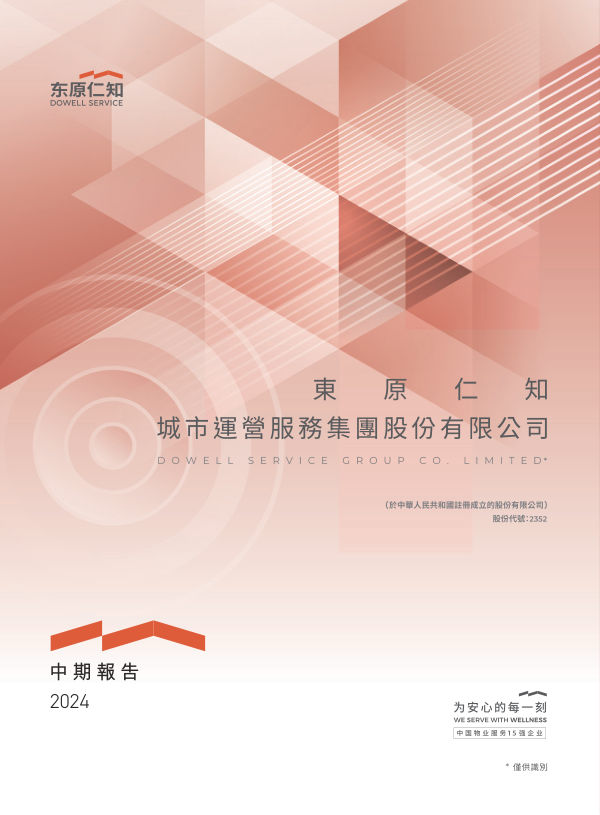 东原仁知
DOWELL SERVICE
東原仁知
城市運營服務集團股份有限公司
DOWELL SERVICE GROUP CO. LIMITED*
(於中華人民共和國註冊成立的股份有限公司)
股份代號:2352
中期報告
2024
为安心的每一刻
WE SERVE WITH WELLNESS
中国物业服务15强企业
* 僅供識別